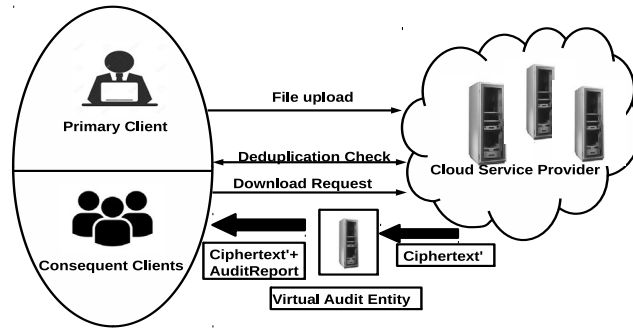 File upload
Primary Client
Deduplication Check
Cloud Service Provider
Download Request
Consequent Clients
Ciphertext'+
AuditReport
Ciphertext'
Virtual Audit Entity